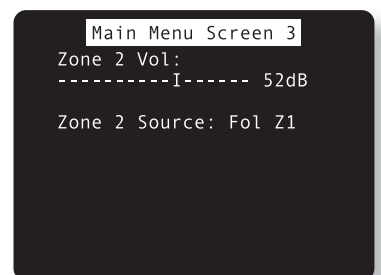 Main Menu Screen 3
Zone 2 Vol:
----------I------ 52dB
Zone 2 Source: Fol Z1